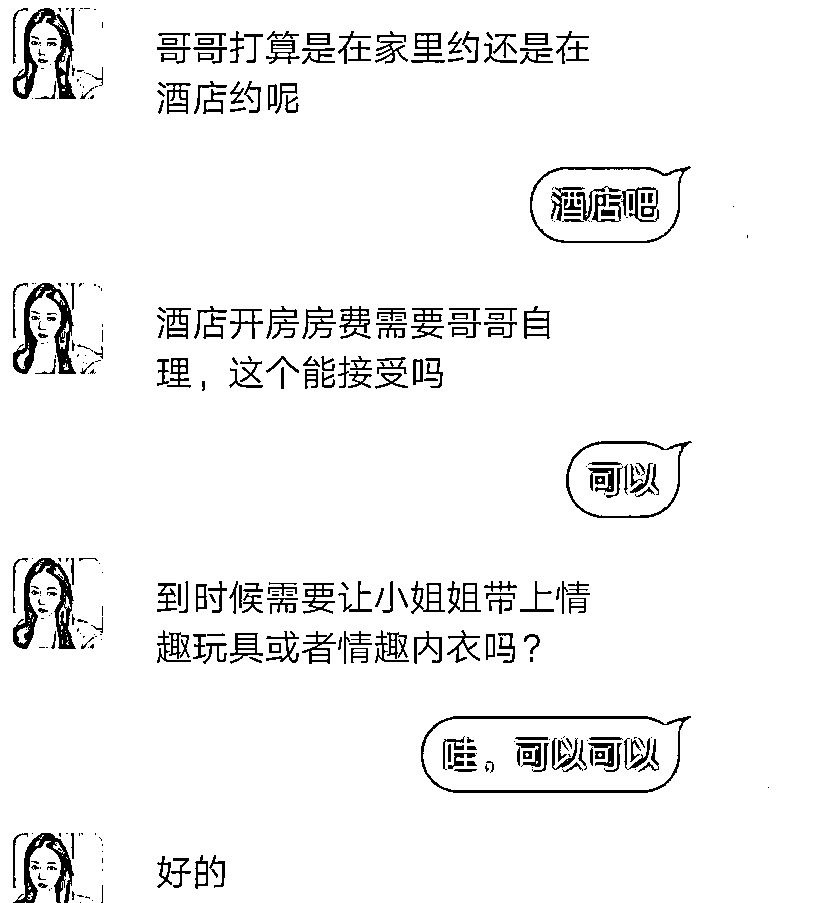 哥哥打算是在家里约还是在
酒店约呢
酒店吧
酒店开房房费需要哥哥自
理，这个能接受吗
可以
到时候需要让小姐姐带上情
趣玩具或者情趣内衣吗？
哇。可以可以
好的